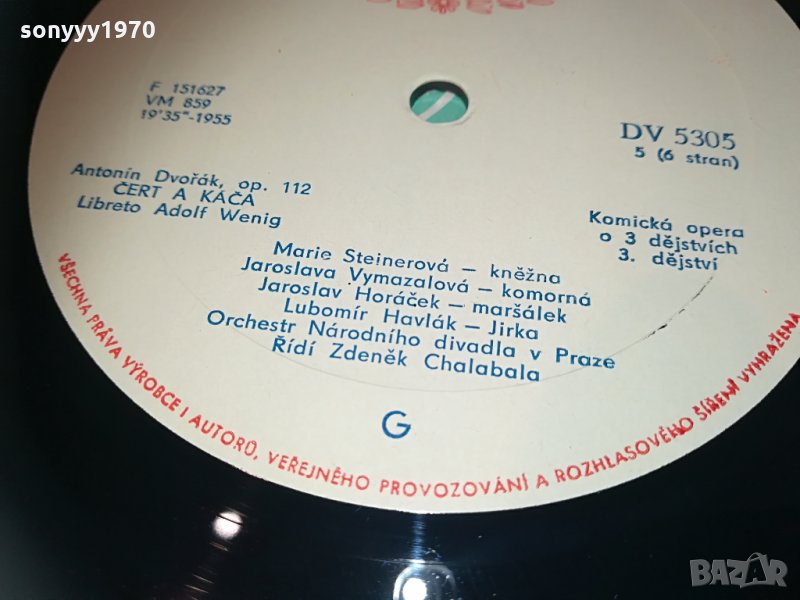 sonyyy1970
F 151627
VM 859
19'35"-1955
DV 5305
5 (6 stran)
Antonín Dvořák, op. 112
ČERT A KÁČA
Libreto Adolf Wenig
Komická opera
o 3 dějstvích
3. dějství
Marie Steinerová – kněžna
Jaroslava Vymazalová – komorná
Jaroslav Horáček – maršálek
Lubomír Havlák – Jirka
Orchestr Národního divadla v Praze
Řídí Zdeněk Chalabala
G
VŠECHNA PRÁVA VÝROBCE I AUTORŮ, VEŘEJNÉHO PROVOZOVÁNÍ A ROZHLASOVÉHO ŠÍŘENÍ VYHRAŽENA
BAZAR